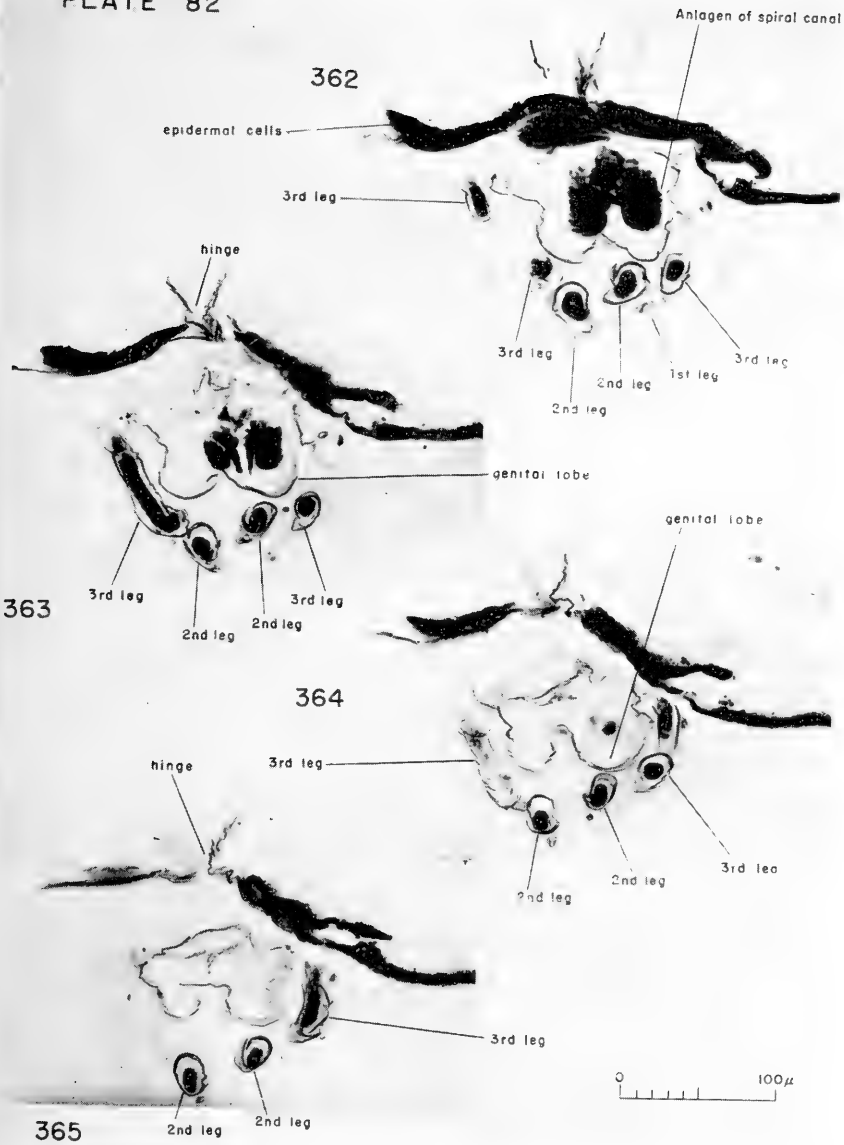 PLATE 82
Anlagen of spiral canal
362
epidermal cells
3rd leg
hinge
3rd leg
2nd leg
2nd leg
1st leg
3rd leg
genital lobe
genital lobe
3rd leg
2nd leg
2nd leg
3rd leg
363
364
hinge
3rd leg
2nd leg
2nd leg
3rd leg
3rd leg
2nd leg
2nd leg
0 100µ
365